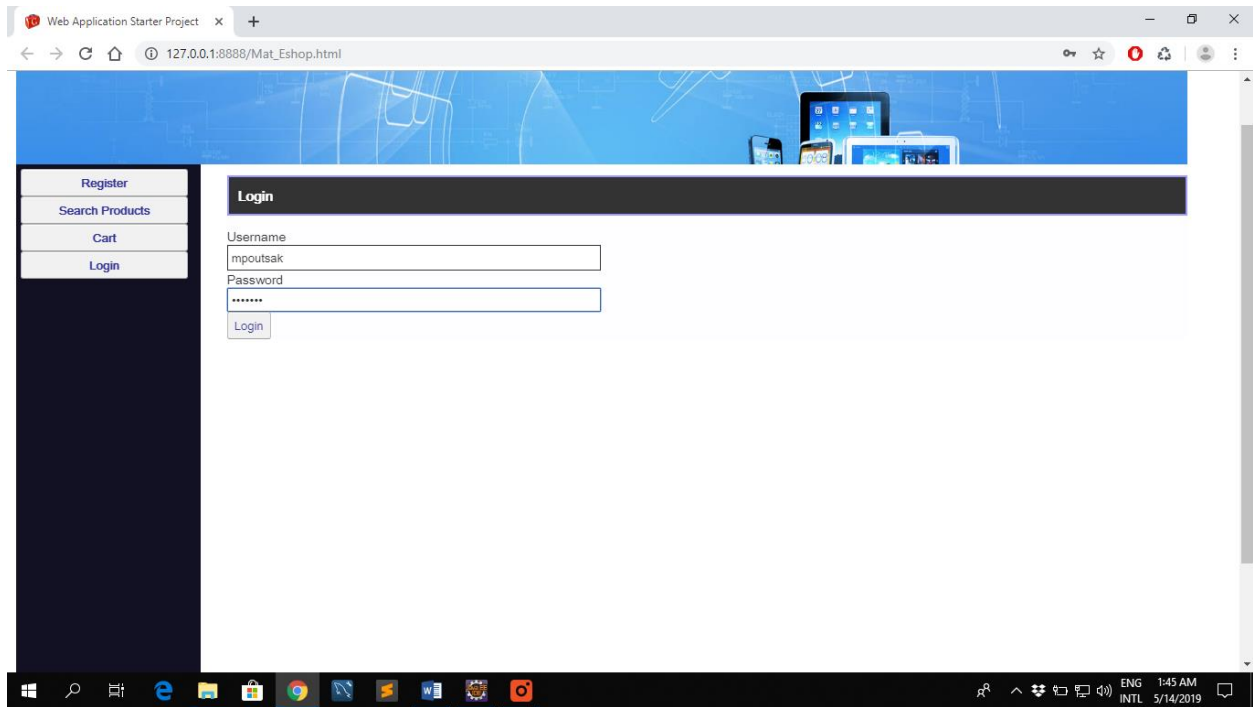 Web Application Starter Project
127.0.0.1:8888/Mat_Eshop.html
Register
Search Products
Cart
Login
Login
Username
mpoutsak
Password
•••••••
Login
ENG 1:45 AM
INTL 5/14/2019